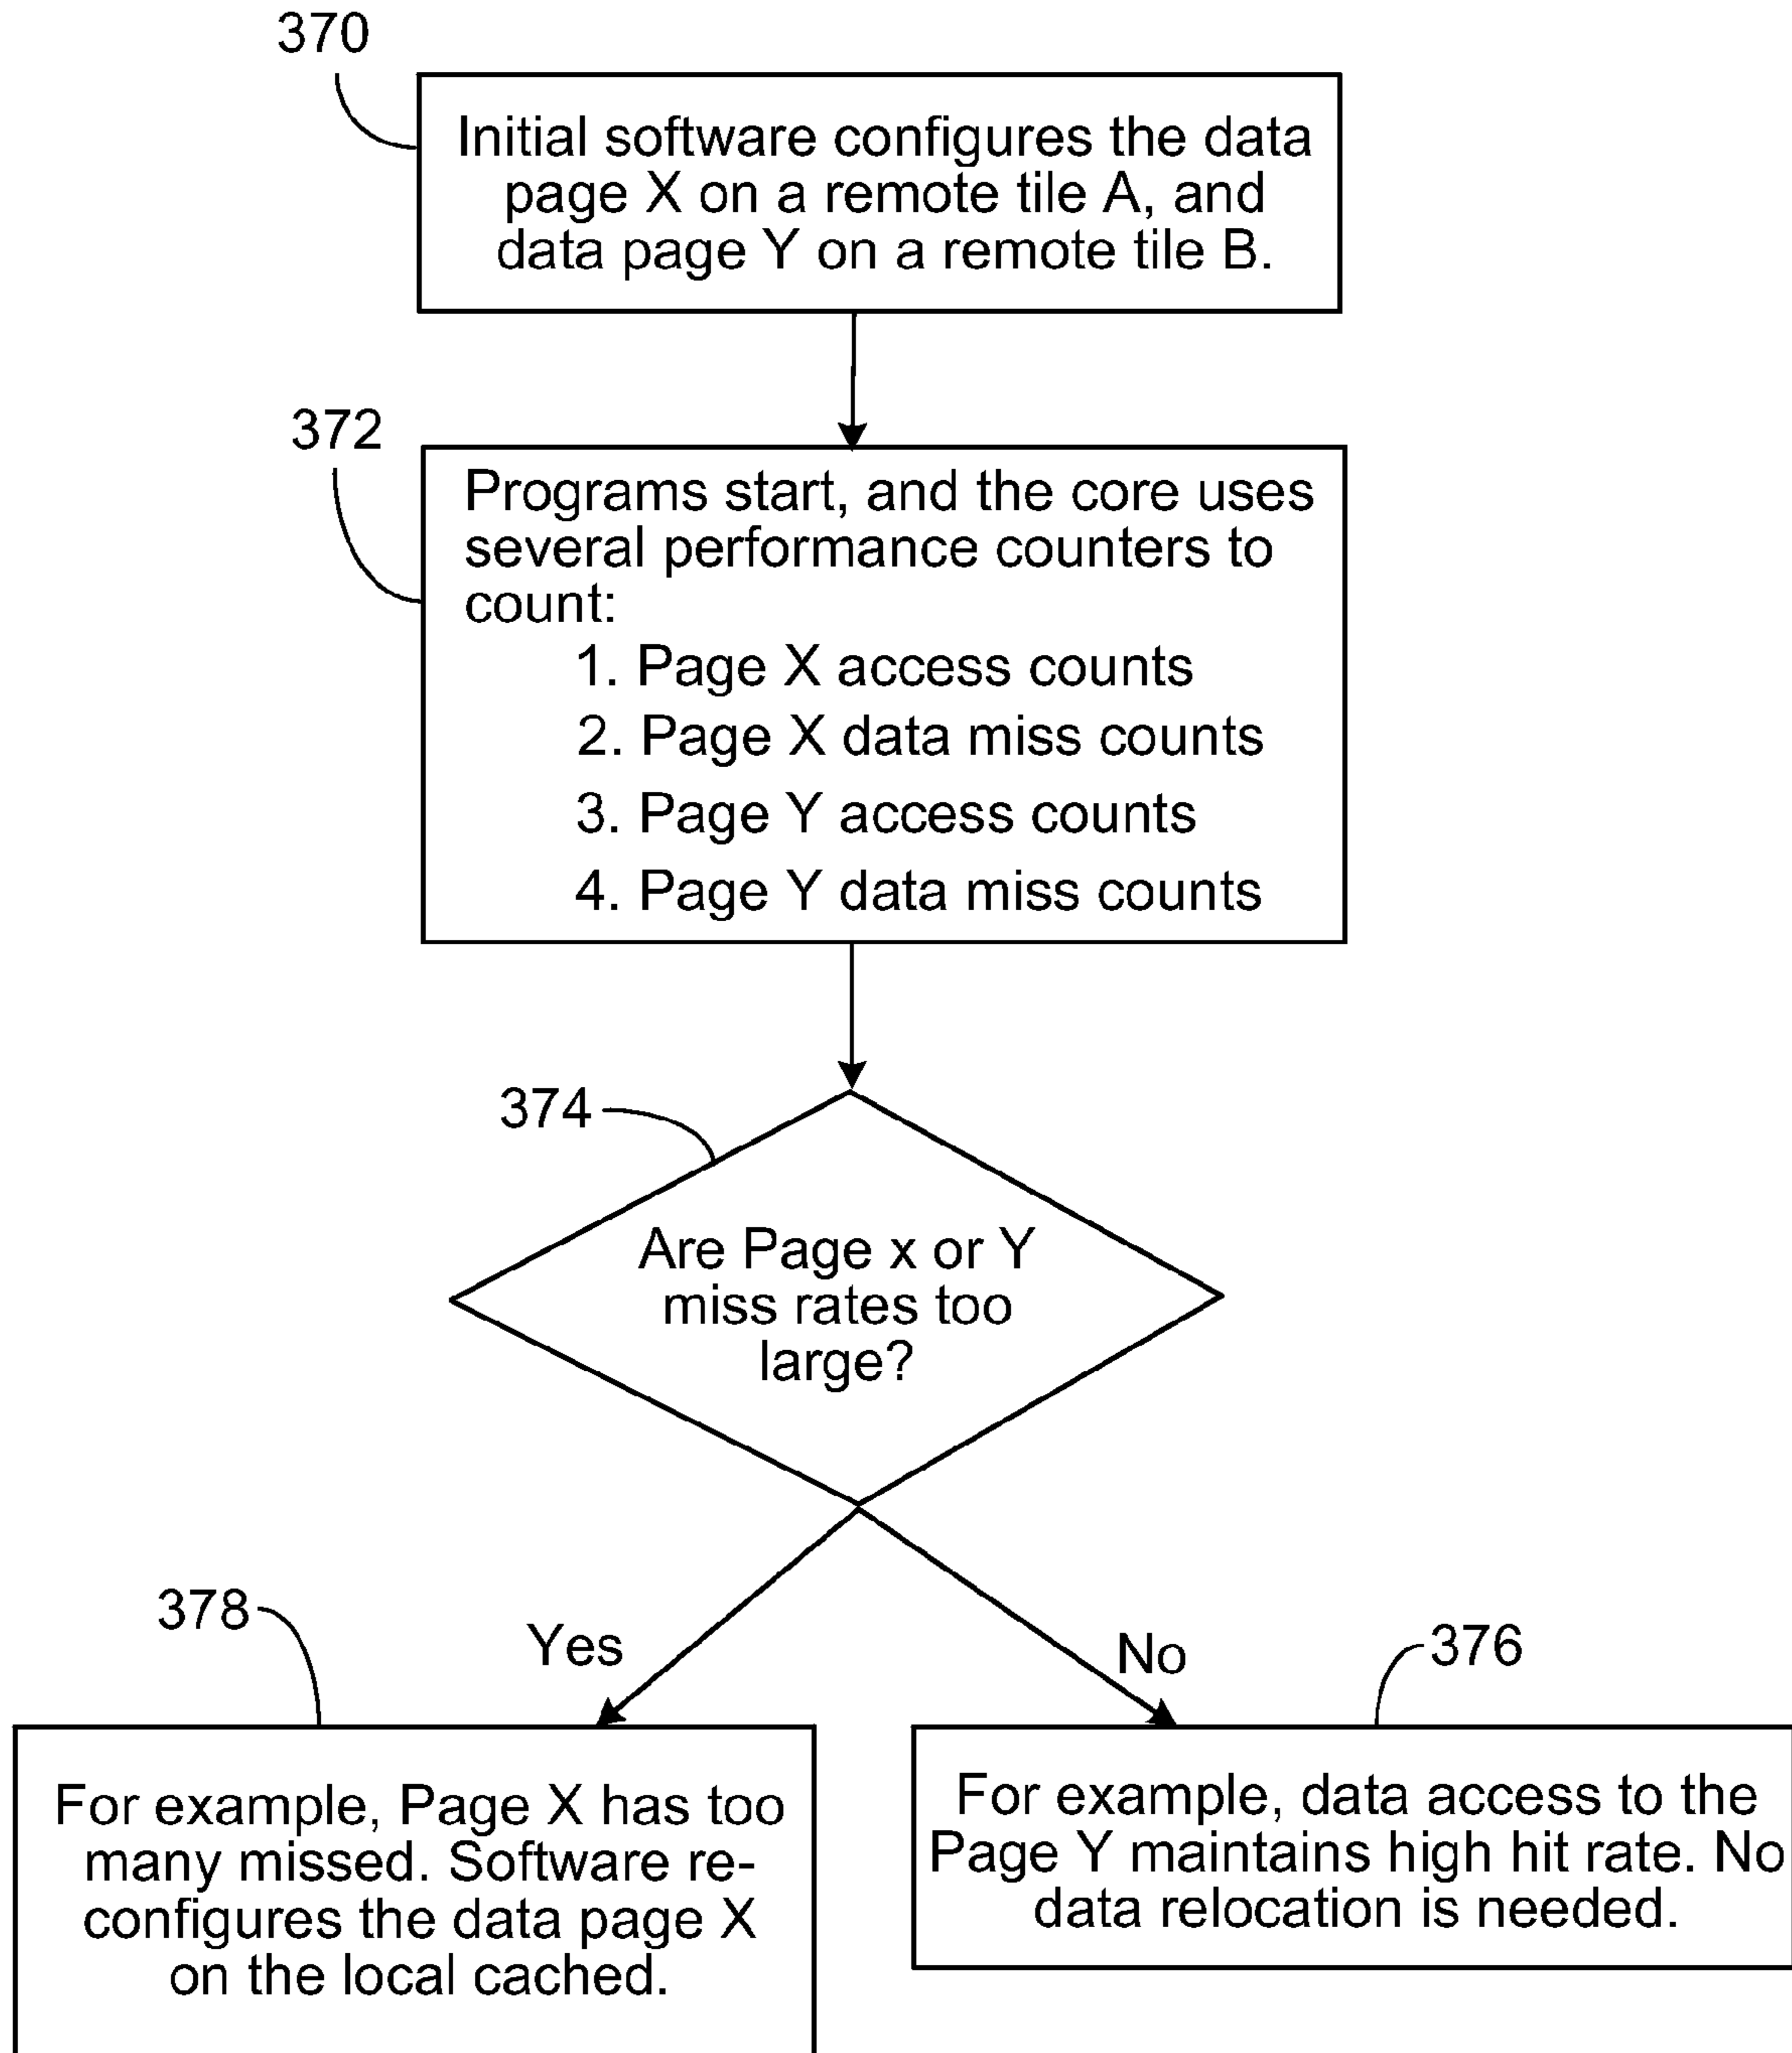 370
Initial software configures the data
page X on a remote tile A, and
data page Y on a remote tile B.
372
Programs start, and the core uses
several performance counters to
count:
1. Page X access counts
2. Page X data miss counts
3. Page Y access counts
4. Page Y data miss counts
374
Are Page x or Y
miss rates too
large?
378
Yes
No
376
For example, Page X has too
many missed. Software re-
configures the data page X
on the local cached.
For example, data access to the
Page Y maintains high hit rate. No
data relocation is needed.